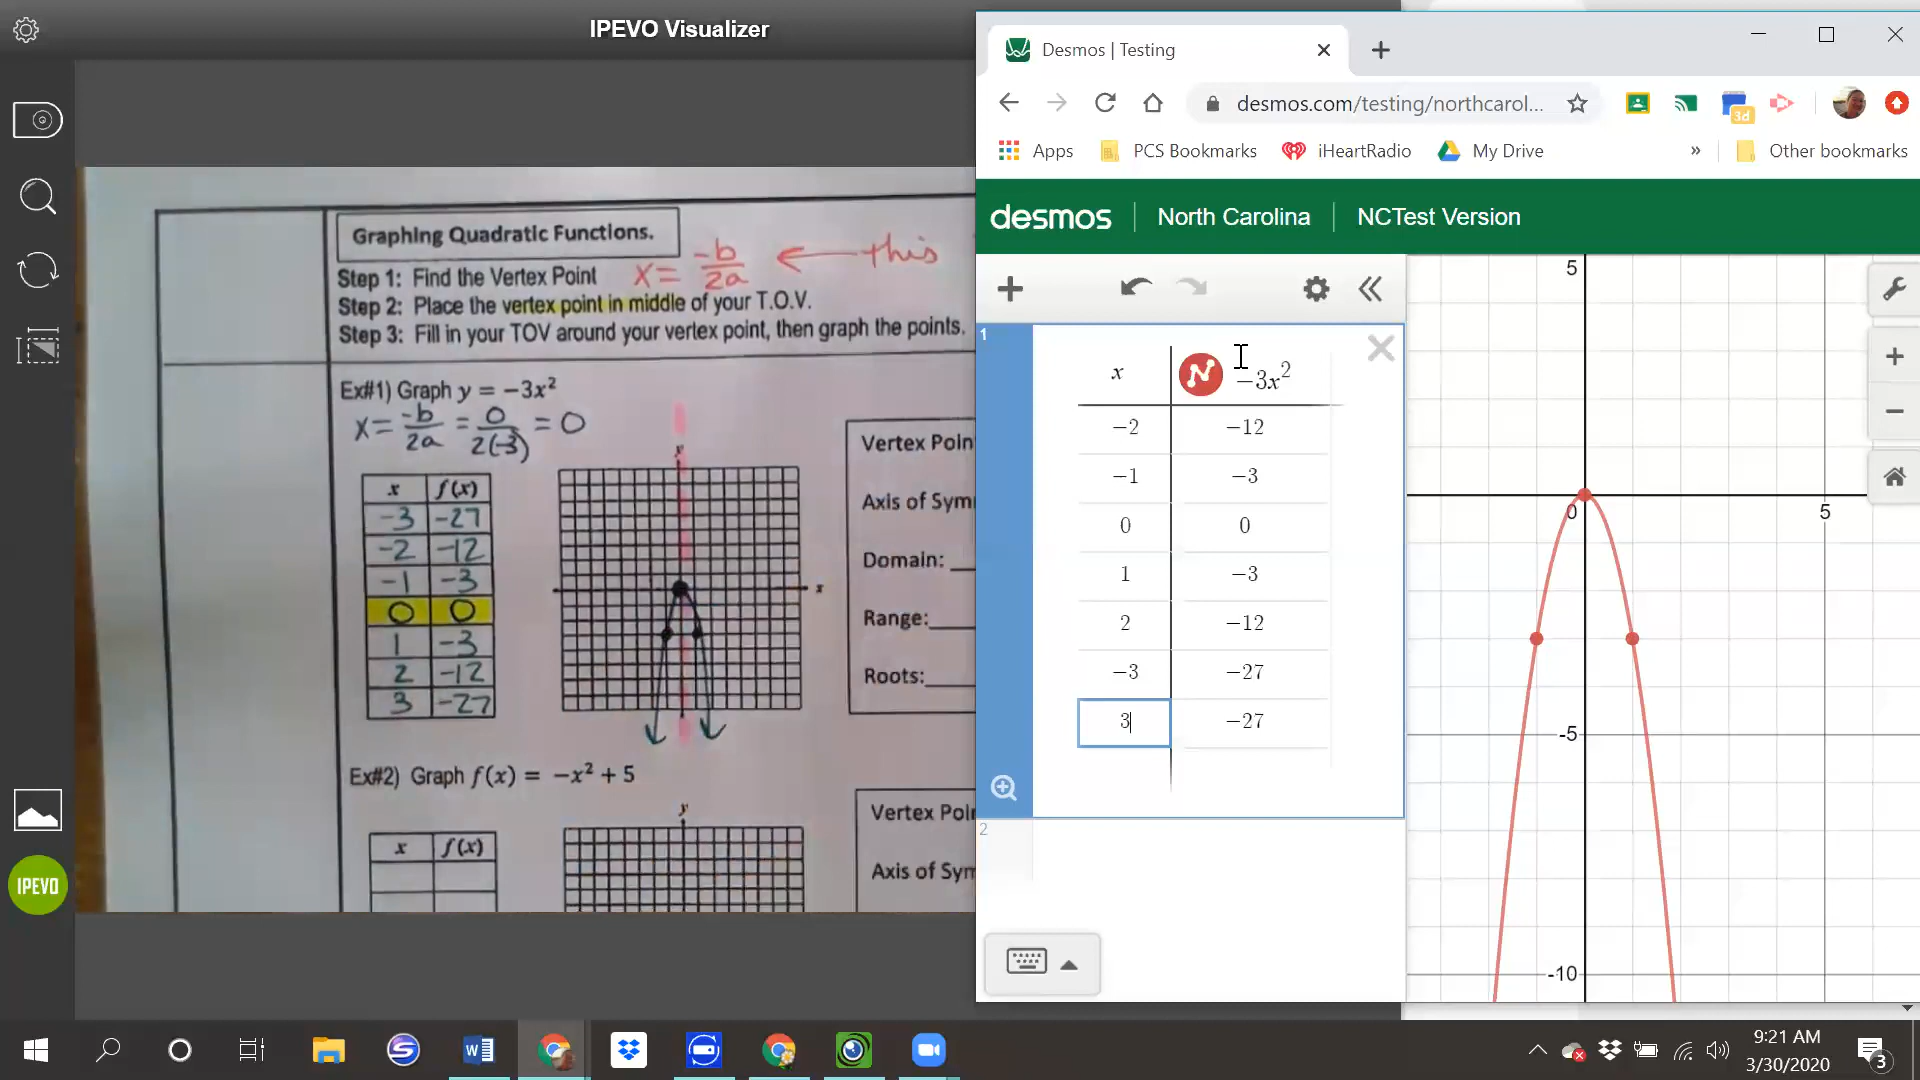 IPEVO Visualizer
Graphing Quadratic Functions.
Step 1: Find the Vertex Point x = -b/2a ← this
Step 2: Place the vertex point in middle of your T.O.V.
Step 3: Fill in your TOV around your vertex point, then graph the points.
Ex#1) Graph y = −3x²
x = -b/2a = 0/2(-3) = 0
x f(x)
-3 -27
-2 -12
-1 -3
0 0
1 -3
2 -12
3 -27
y
x
Vertex Poin
Axis of Sym
Domain:
Range:
Roots:
Ex#2) Graph f(x) = −x² + 5
x f(x)
y
Vertex Poi
Axis of Sym
IPEVO
Desmos | Testing
desmos.com/testing/northcarol...
3d
Apps PCS Bookmarks iHeartRadio My Drive » Other bookmarks
desmos North Carolina NCTest Version
1
x −3x²
−2 −12
−1 −3
0 0
1 −3
2 −12
−3 −27
3 −27
2
5
0 5
-5
-10
9:21 AM
3/30/2020
3